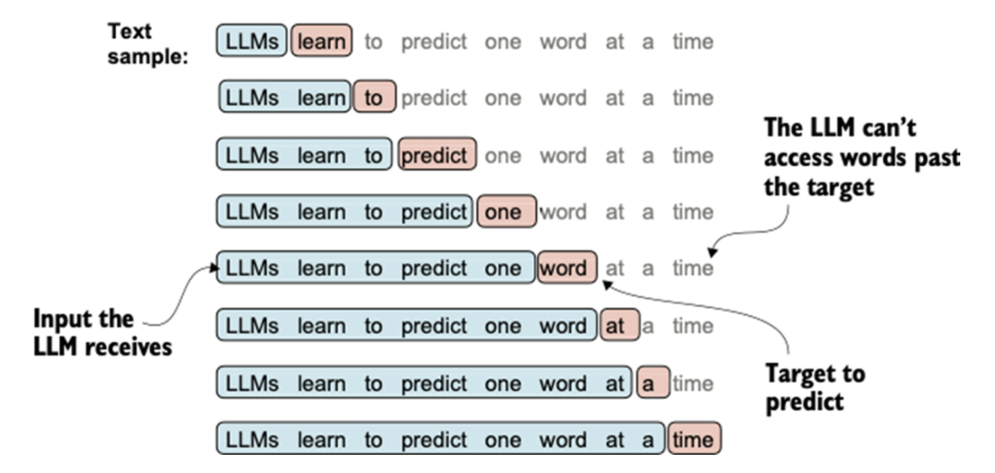 Text
sample:
LLMs learn to predict one word at a time
LLMs learn to predict one word at a time
LLMs learn to predict one word at a time
LLMs learn to predict one word at a time
LLMs learn to predict one word at a time
LLMs learn to predict one word at a time
LLMs learn to predict one word at a time
LLMs learn to predict one word at a time
The LLM can't
access words past
the target
Input the
LLM receives
Target to
predict